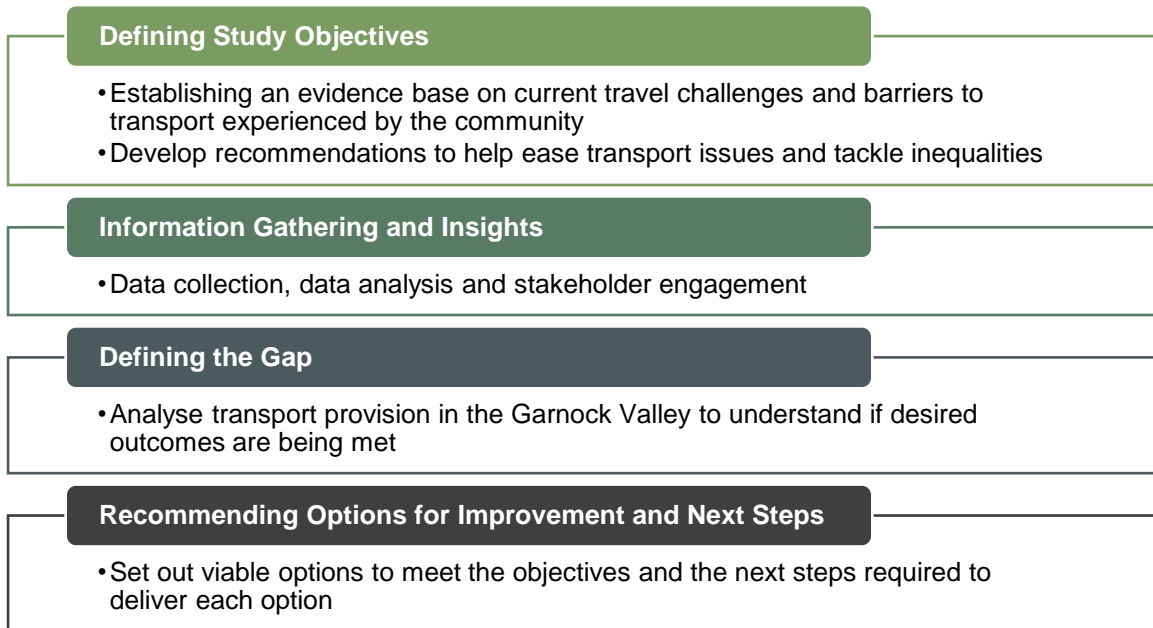 Defining Study Objectives
•Establishing an evidence base on current travel challenges and barriers to
transport experienced by the community
•Develop recommendations to help ease transport issues and tackle inequalities
Information Gathering and Insights
•Data collection, data analysis and stakeholder engagement
Defining the Gap
•Analyse transport provision in the Garnock Valley to understand if desired
outcomes are being met
Recommending Options for Improvement and Next Steps
•Set out viable options to meet the objectives and the next steps required to
deliver each option